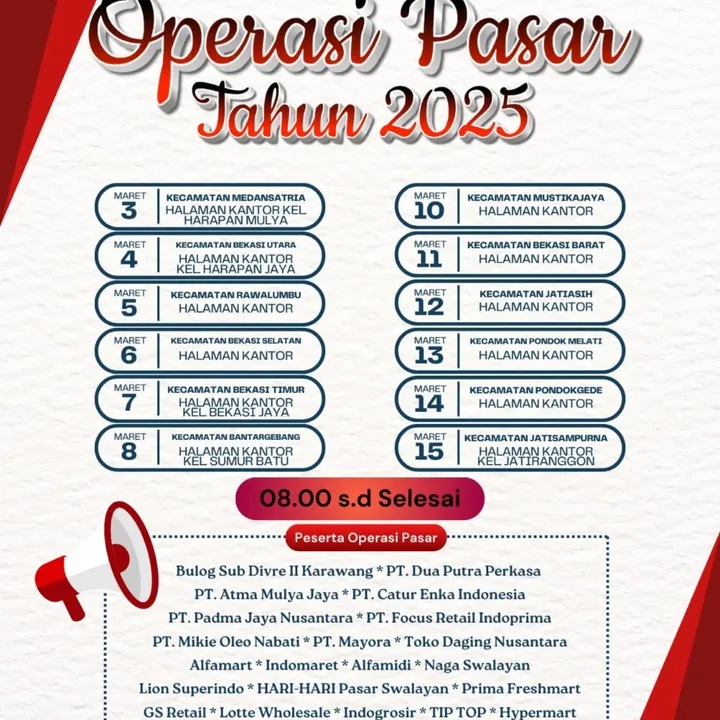 Operasi Pasar
Tahun 2025
MARET
3
KECAMATAN MEDANSATRIA
HALAMAN KANTOR KEL
HARAPAN MULYA
MARET
4
KECAMATAN BEKASI UTARA
HALAMAN KANTOR
KEL HARAPAN JAYA
MARET
5
KECAMATAN RAWALUMBU
HALAMAN KANTOR
MARET
6
KECAMATAN BEKASI SELATAN
HALAMAN KANTOR
MARET
7
KECAMATAN BEKASI TIMUR
HALAMAN KANTOR
KEL BEKASI JAYA
MARET
8
KECAMATAN BANTARGEBANG
HALAMAN KANTOR
KEL SUMUR BATU
MARET
10
KECAMATAN MUSTIKAJAYA
HALAMAN KANTOR
MARET
11
KECAMATAN BEKASI BARAT
HALAMAN KANTOR
MARET
12
KECAMATAN JATIASIH
HALAMAN KANTOR
MARET
13
KECAMATAN PONDOK MELATI
HALAMAN KANTOR
MARET
14
KECAMATAN PONDOKGEDE
HALAMAN KANTOR
MARET
15
KECAMATAN JATISAMPURNA
HALAMAN KANTOR
KEL JATIRANGGON
08.00 s.d Selesai
Peserta Operasi Pasar
Bulog Sub Divre II Karawang * PT. Dua Putra Perkasa
PT. Atma Mulya Jaya * PT. Catur Enka Indonesia
PT. Padma Jaya Nusantara * PT. Focus Retail Indoprima
PT. Mikie Oleo Nabati * PT. Mayora * Toko Daging Nusantara
Alfamart * Indomaret * Alfamidi * Naga Swalayan
Lion Superindo * HARI-HARI Pasar Swalayan * Prima Freshmart
GS Retail * Lotte Wholesale * Indogrosir * TIP TOP * Hypermart